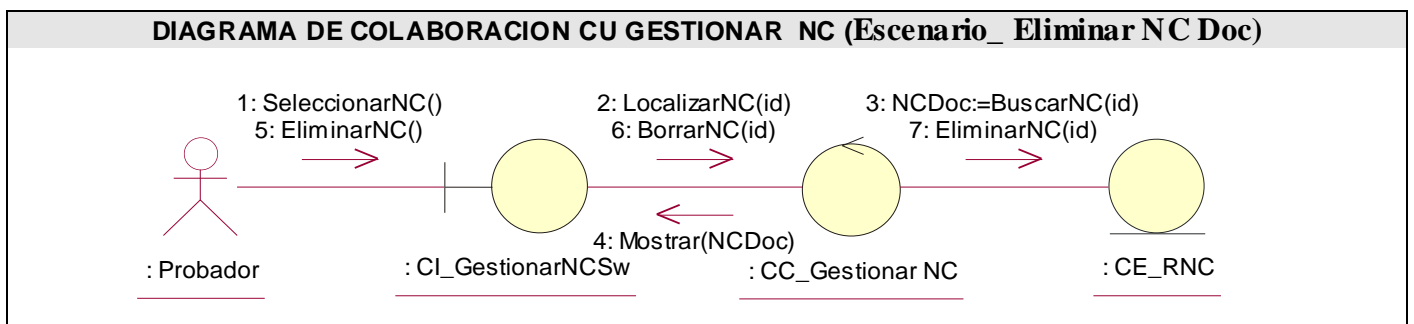 DIAGRAMA DE COLABORACION CU GESTIONAR NC (Escenario_ Eliminar NC Doc)
1: SeleccionarNC()
5: EliminarNC()
2: LocalizarNC(id)
6: BorrarNC(id)
3: NCDoc:=BuscarNC(id)
7: EliminarNC(id)
4: Mostrar(NCDoc)
: Probador
: CI_GestionarNCSw
: CC_Gestionar NC
: CE_RNC